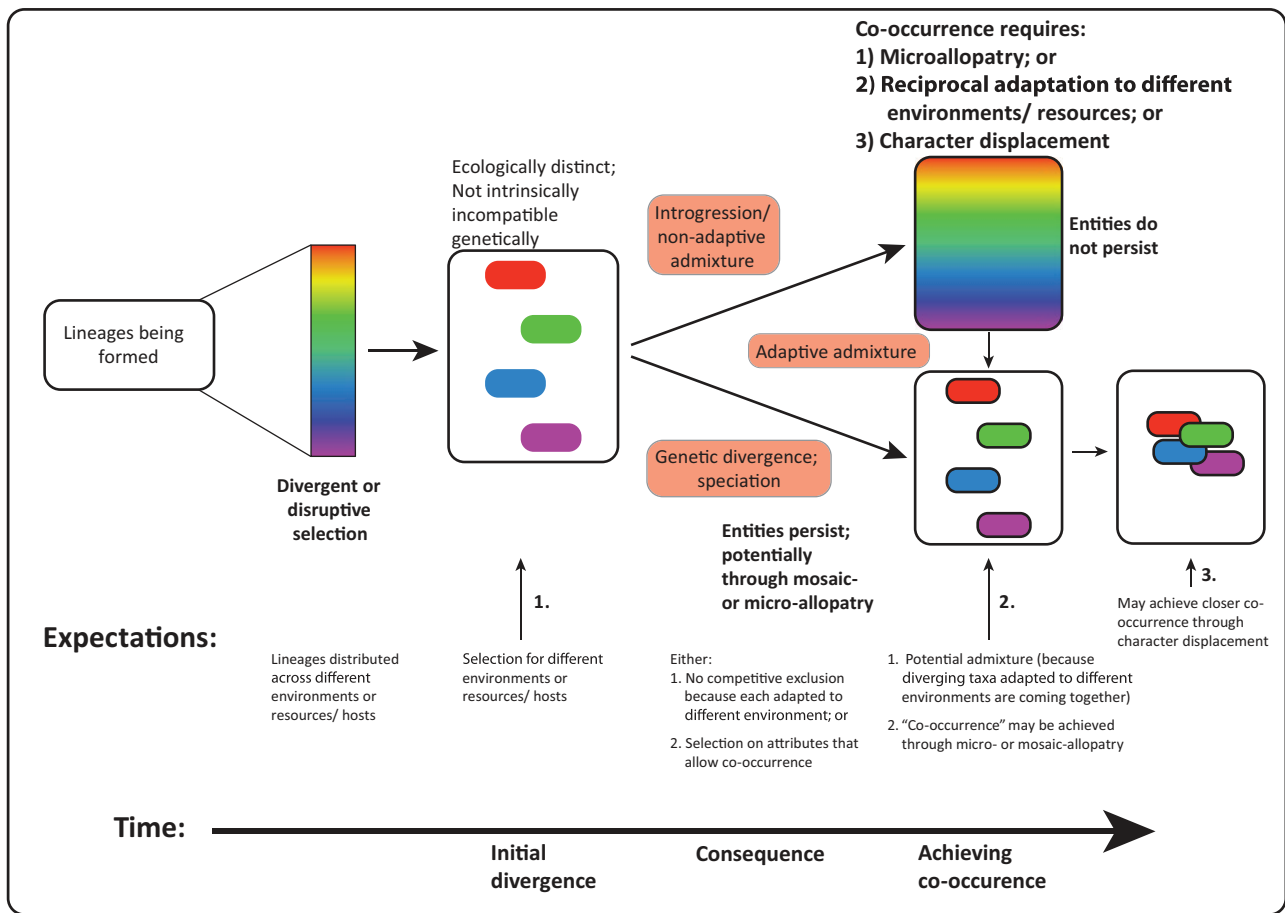 Co-occurrence requires:
1) Microallopatry; or
2) Reciprocal adaptation to different
environments/ resources; or
3) Character displacement
Ecologically distinct;
Not intrinsically
incompatible
genetically
Introgression/
non-adaptive
admixture
Entities do
not persist
Lineages being
formed
Adaptive admixture
Genetic divergence;
speciation
Divergent or
disruptive
selection
Entities persist;
potentially
through mosaic-
or micro-allopatry
1.
2.
3.
May achieve closer co-
occurrence through
character displacement
Expectations:
Lineages distributed
across different
environments or
resources/ hosts
Selection for different
environments or
resources/ hosts
Either:
1. No competitive exclusion
because each adapted to
different environment; or
2. Selection on attributes that
allow co-occurrence
1. Potential admixture (because
diverging taxa adapted to different
environments are coming together)
2. “Co-occurrence” may be achieved
through micro- or mosaic-allopatry
Time:
Initial
divergence
Consequence
Achieving
co-occurence